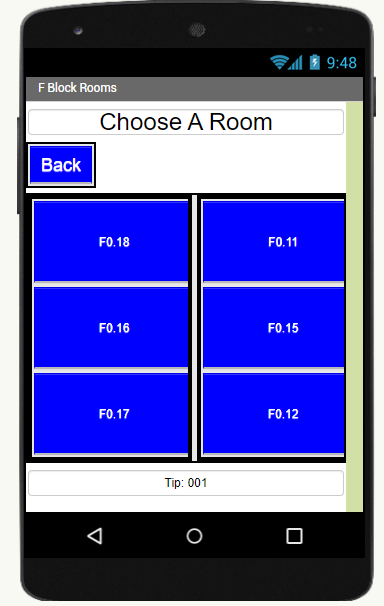 9:48
F Block Rooms
Choose A Room
Back
F0.18 F0.11
F0.16 F0.15
F0.17 F0.12
Tip: 001